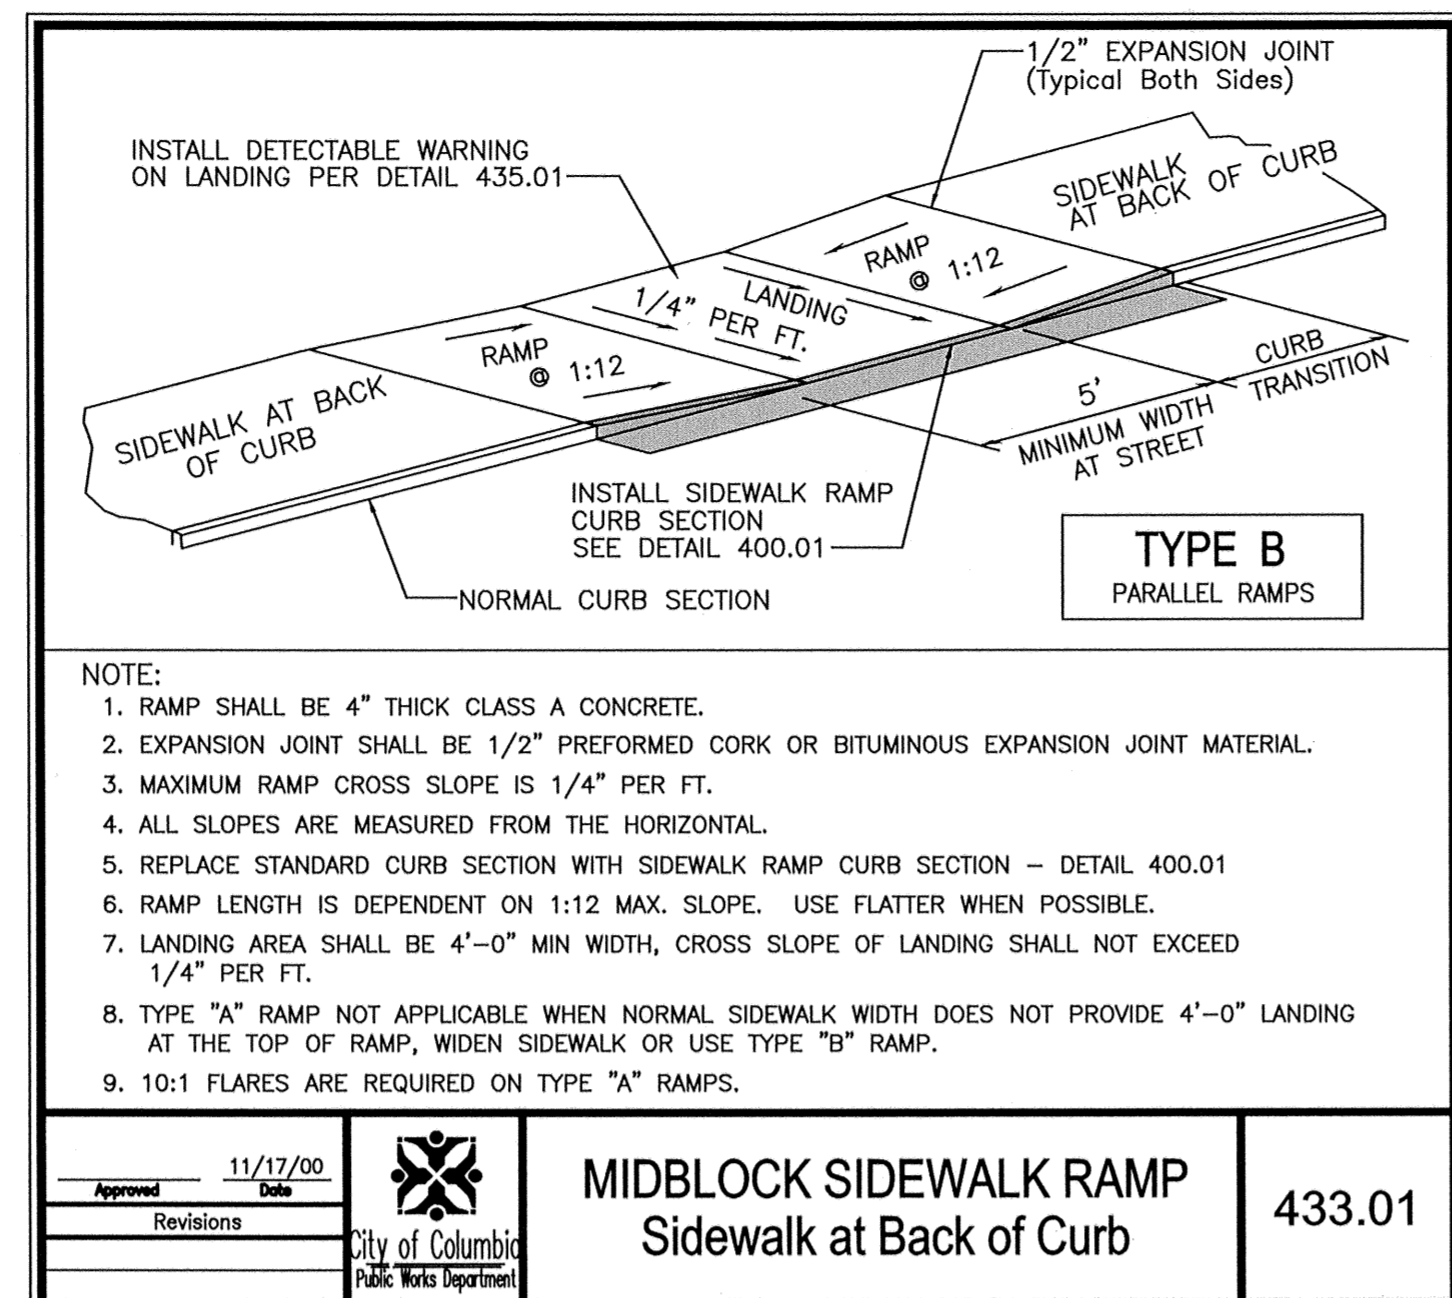 1/2" EXPANSION JOINT
(Typical Both Sides)
INSTALL DETECTABLE WARNING
ON LANDING PER DETAIL 435.01
SIDEWALK
AT BACK OF CURB
RAMP
@ 1:12
LANDING
1/4" PER FT.
RAMP
@ 1:12
SIDEWALK AT BACK
OF CURB
CURB
TRANSITION
5'
MINIMUM WIDTH
AT STREET
INSTALL SIDEWALK RAMP
CURB SECTION
SEE DETAIL 400.01
NORMAL CURB SECTION
TYPE B
PARALLEL RAMPS
NOTE:
1. RAMP SHALL BE 4" THICK CLASS A CONCRETE.
2. EXPANSION JOINT SHALL BE 1/2" PREFORMED CORK OR BITUMINOUS EXPANSION JOINT MATERIAL.
3. MAXIMUM RAMP CROSS SLOPE IS 1/4" PER FT.
4. ALL SLOPES ARE MEASURED FROM THE HORIZONTAL.
5. REPLACE STANDARD CURB SECTION WITH SIDEWALK RAMP CURB SECTION – DETAIL 400.01
6. RAMP LENGTH IS DEPENDENT ON 1:12 MAX. SLOPE. USE FLATTER WHEN POSSIBLE.
7. LANDING AREA SHALL BE 4'–0" MIN WIDTH, CROSS SLOPE OF LANDING SHALL NOT EXCEED
1/4" PER FT.
8. TYPE "A" RAMP NOT APPLICABLE WHEN NORMAL SIDEWALK WIDTH DOES NOT PROVIDE 4'–0" LANDING
AT THE TOP OF RAMP, WIDEN SIDEWALK OR USE TYPE "B" RAMP.
9. 10:1 FLARES ARE REQUIRED ON TYPE "A" RAMPS.
11/17/00
Approved Date
Revisions
City of Columbia
Public Works Department
MIDBLOCK SIDEWALK RAMP
Sidewalk at Back of Curb
433.01